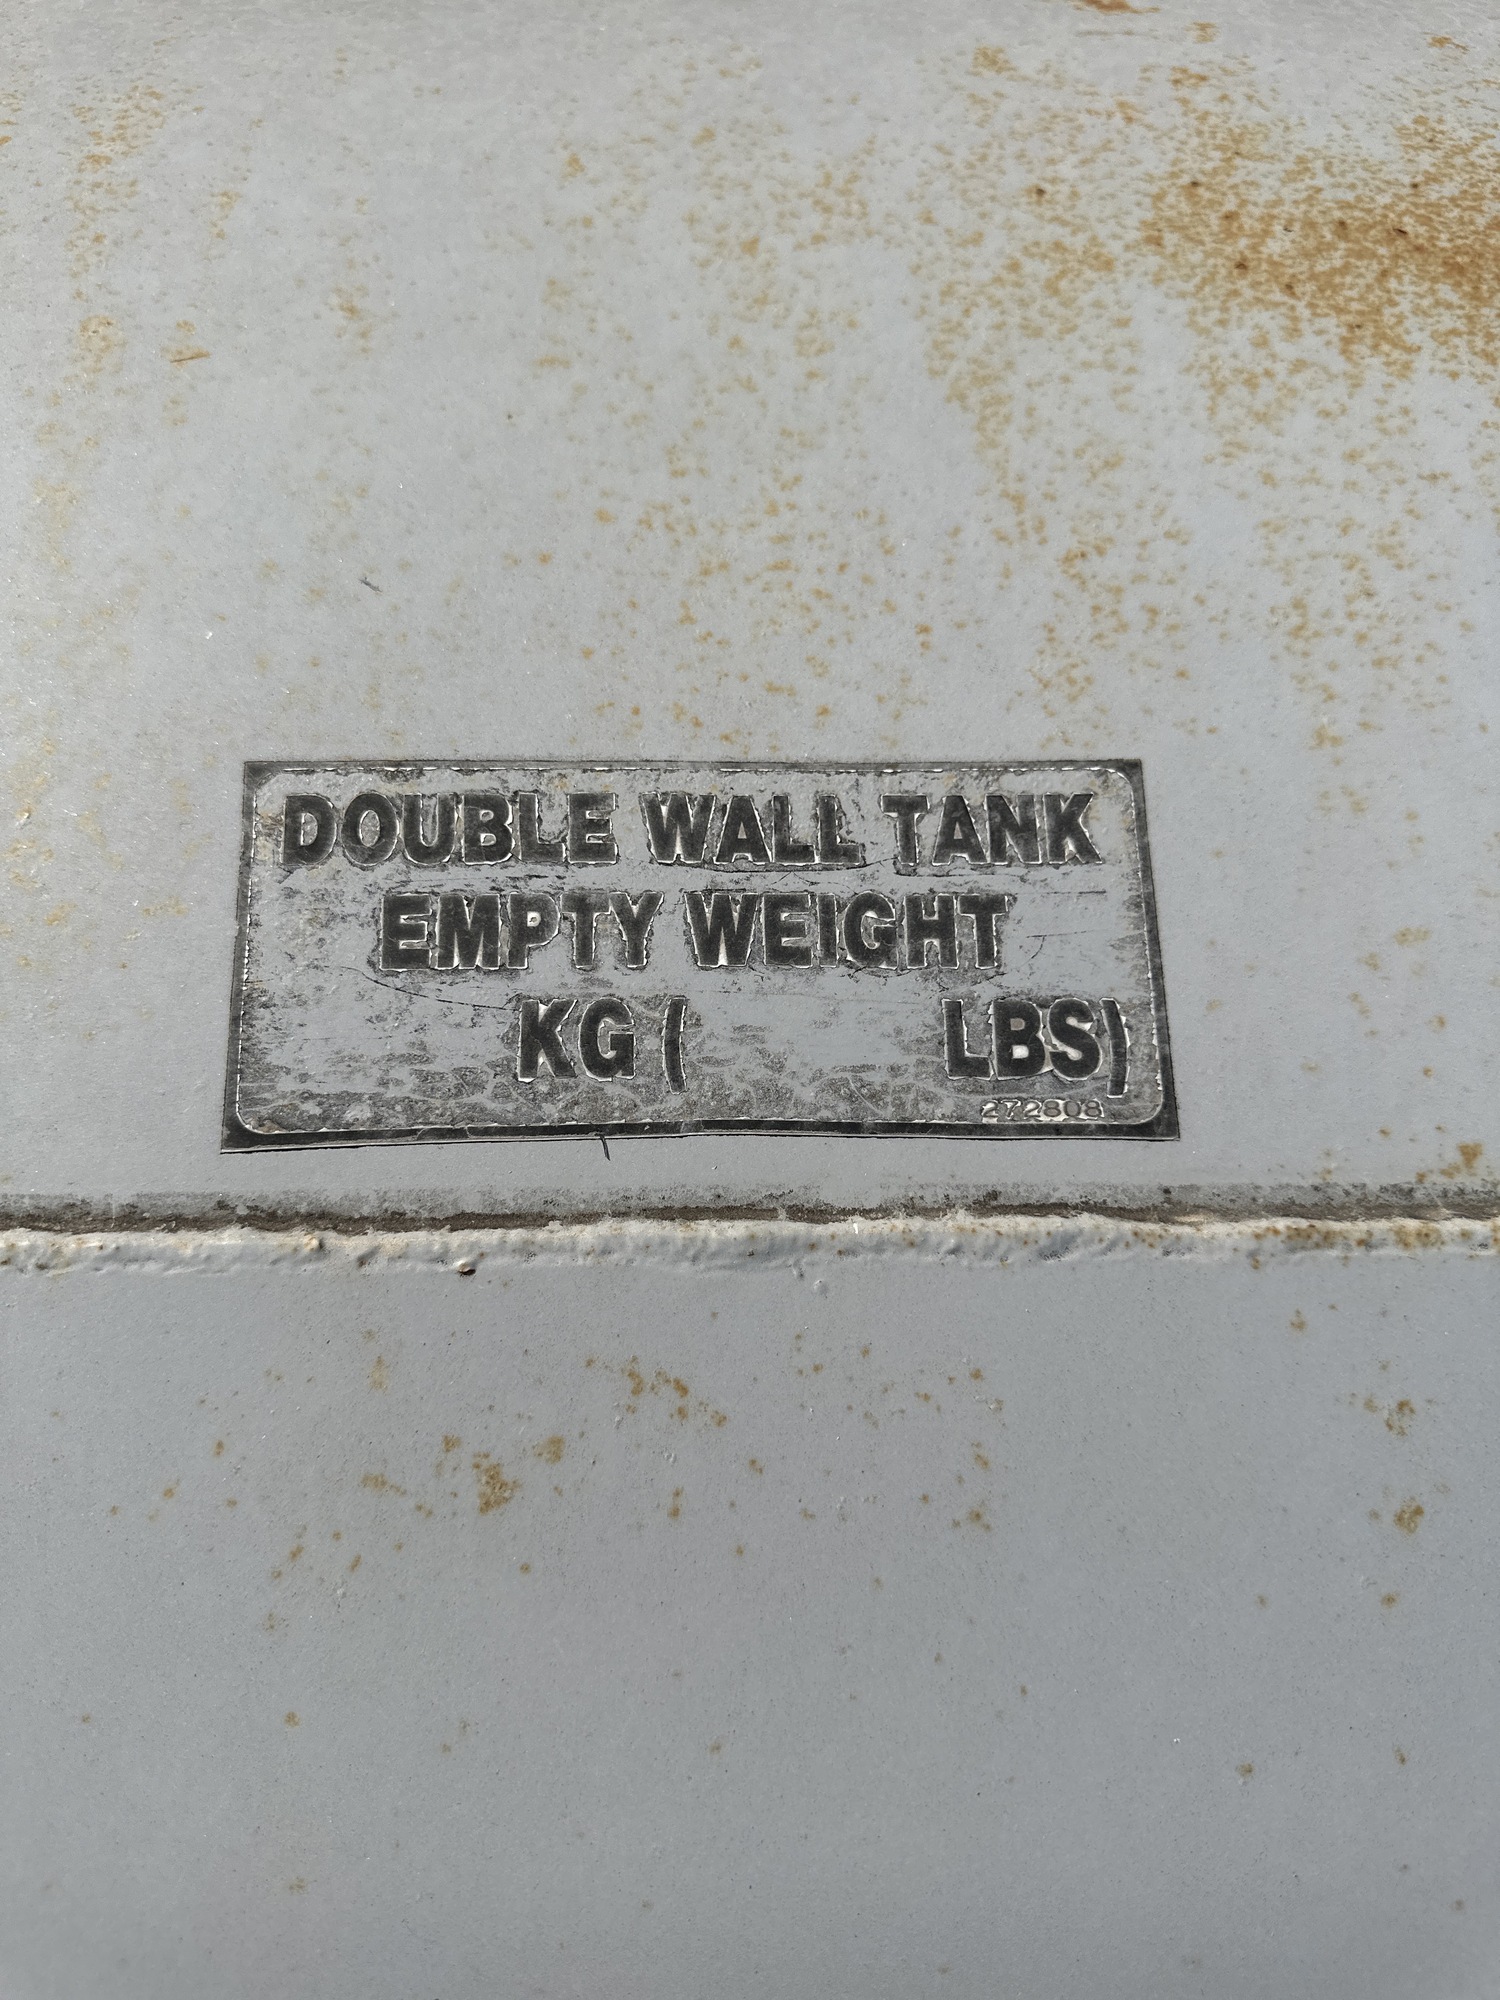 DOUBLE WALL TANK
EMPTY WEIGHT
KG ( LBS)
272808